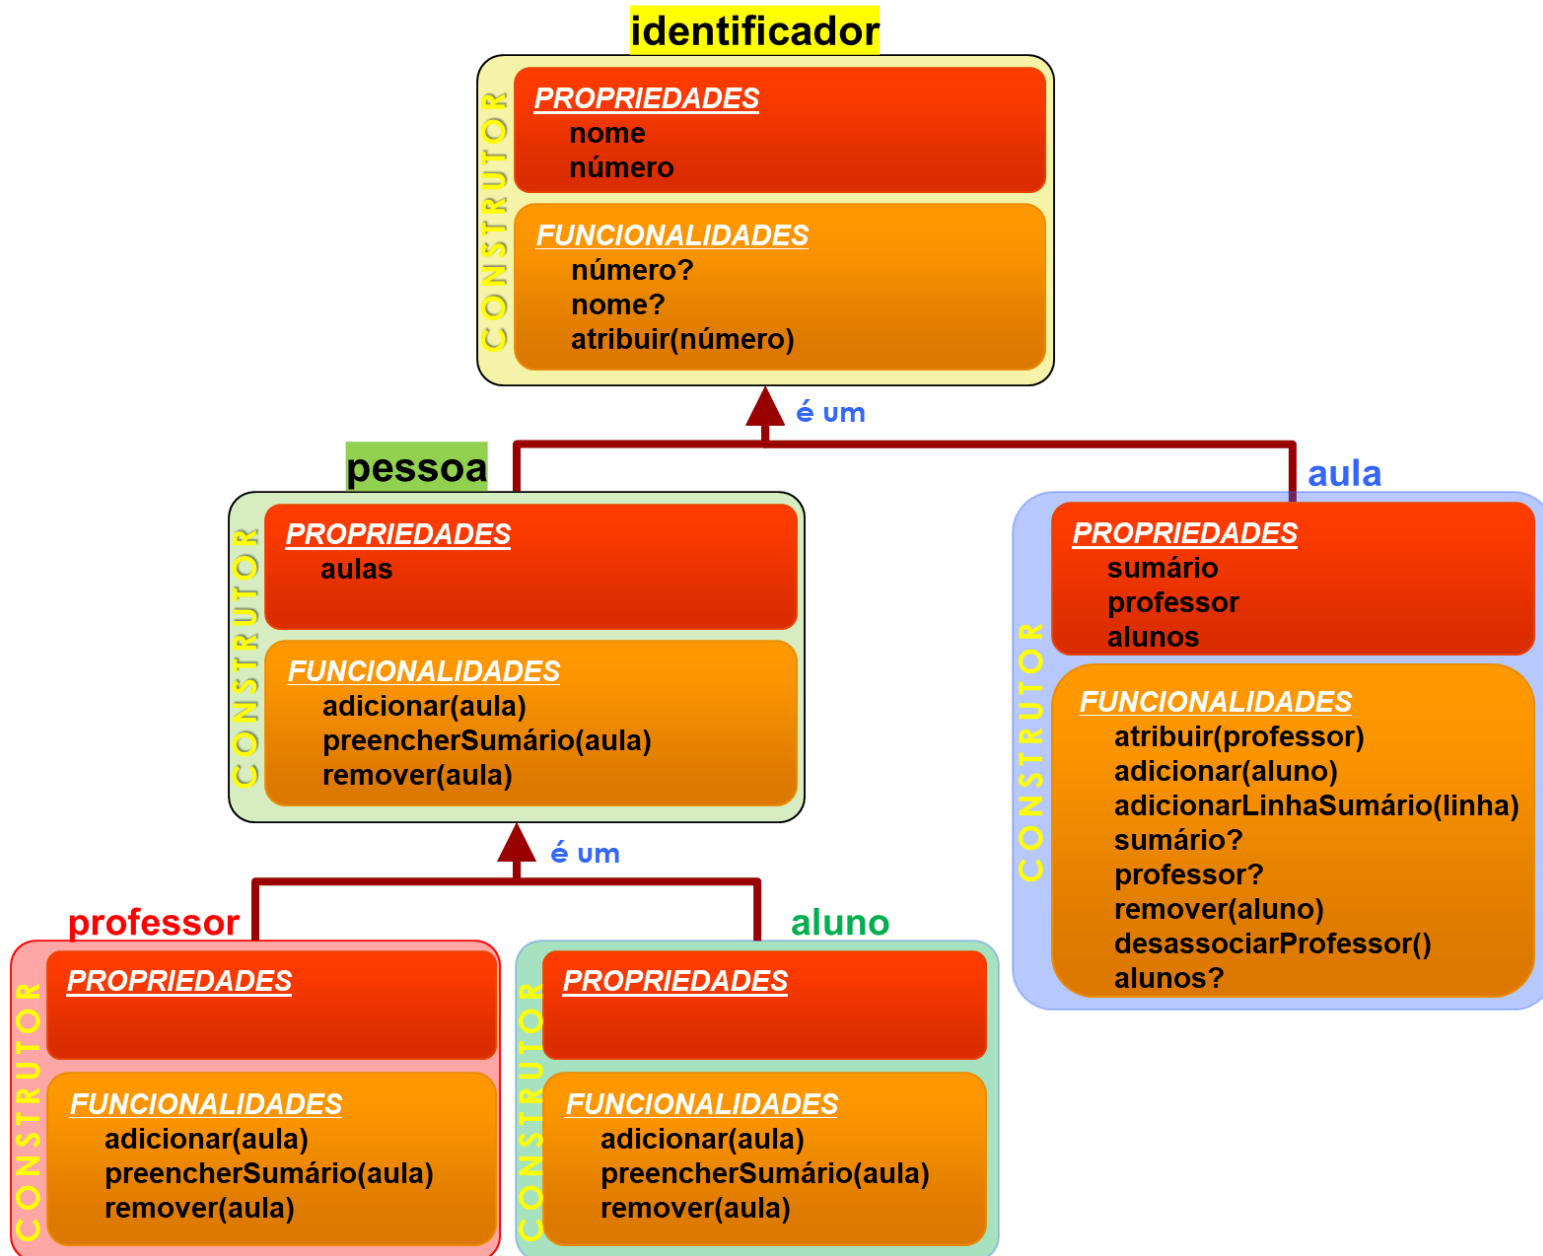 identificador
CONSTRUTOR
PROPRIEDADES
nome
número
FUNCIONALIDADES
número?
nome?
atribuir(número)
é um
pessoa
CONSTRUTOR
PROPRIEDADES
aulas
FUNCIONALIDADES
adicionar(aula)
preencherSumário(aula)
remover(aula)
aula
CONSTRUTOR
PROPRIEDADES
sumário
professor
alunos
FUNCIONALIDADES
atribuir(professor)
adicionar(aluno)
adicionarLinhaSumário(linha)
sumário?
professor?
remover(aluno)
desassociarProfessor()
alunos?
é um
professor
CONSTRUTOR
PROPRIEDADES
FUNCIONALIDADES
adicionar(aula)
preencherSumário(aula)
remover(aula)
aluno
CONSTRUTOR
PROPRIEDADES
FUNCIONALIDADES
adicionar(aula)
preencherSumário(aula)
remover(aula)